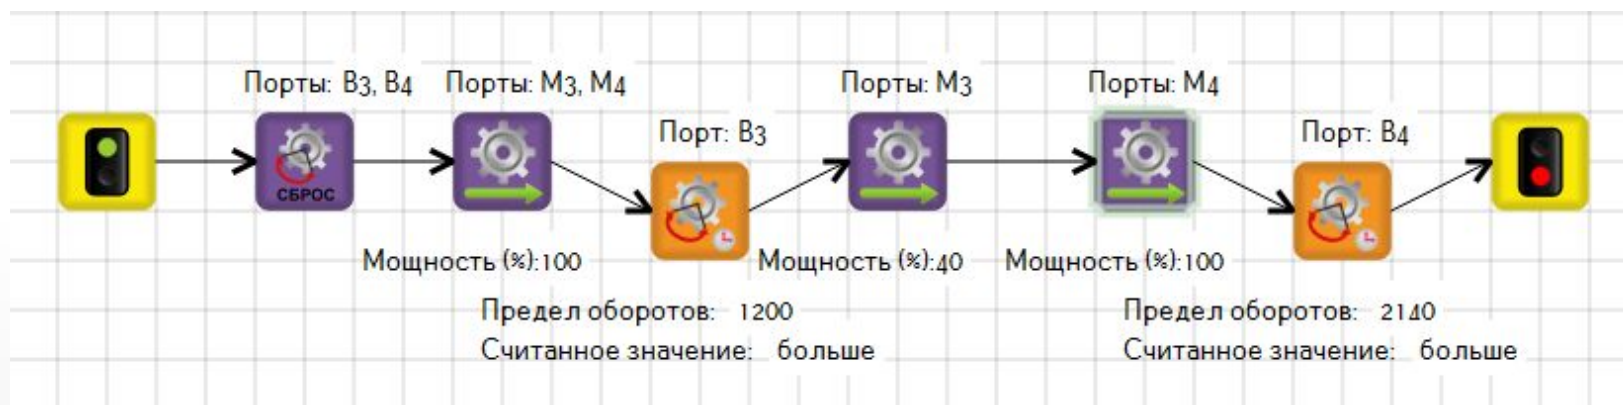 Порты: B3, B4 Порты: M3, M4 Порты: M3 Порты: M4
Порт: B3 Порт: B4
СБРОС
Мощность (%):100 Мощность (%):40 Мощность (%):100
Предел оборотов: 1200 Предел оборотов: 2140
Считанное значение: больше Считанное значение: больше